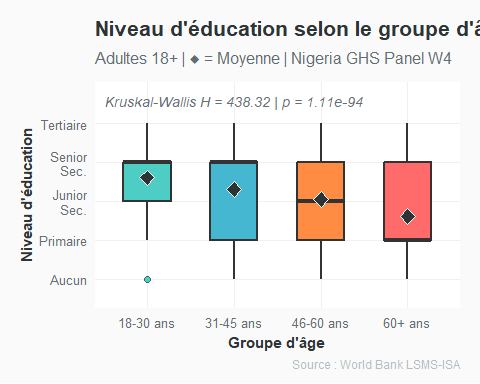 Niveau d'éducation selon le groupe d'â
Adultes 18+ | ◆ = Moyenne | Nigeria GHS Panel W4
Kruskal-Wallis H = 438.32 | p = 1.11e-94
Niveau d'éducation
Tertiaire
Senior
Sec.
Junior
Sec.
Primaire
Aucun
18-30 ans
31-45 ans
46-60 ans
60+ ans
Groupe d'âge
Source : World Bank LSMS-ISA